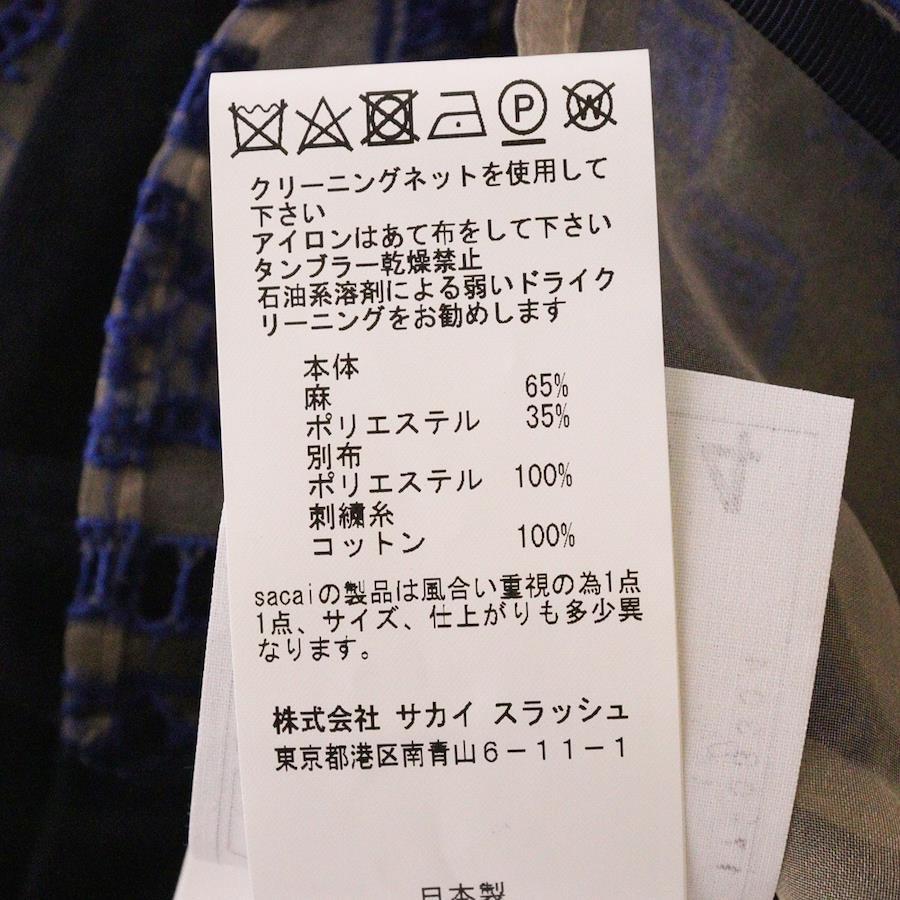 P W
クリーニングネットを使用して
下さい
アイロンはあて布をして下さい
タンブラー乾燥禁止
石油系溶剤による弱いドライク
リーニングをお勧めします
本体
麻 65%
ポリエステル 35%
別布
ポリエステル 100%
刺繍糸
コットン 100%
sacaiの製品は風合い重視の為1点
1点、サイズ、仕上がりも多少異
なります。
株式会社 サカイ スラッシュ
東京都港区南青山6-11-1
日本製